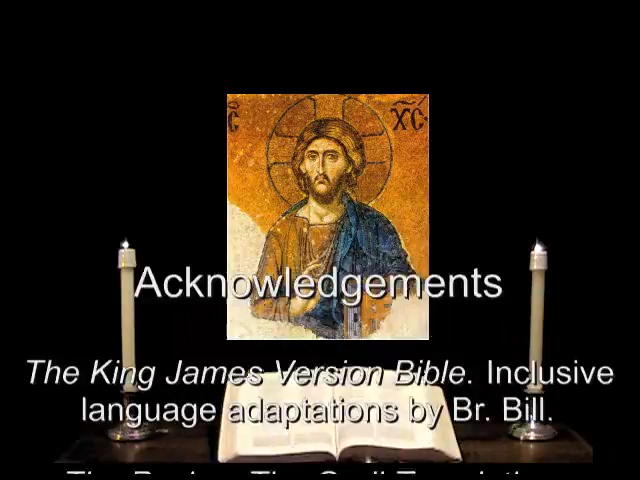 C XC
Acknowledgements
The King James Version Bible. Inclusive
language adaptations by Br. Bill.